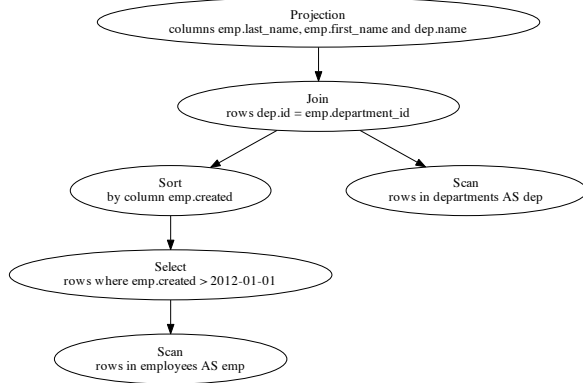 Projection
columns emp.last_name, emp.first_name and dep.name
Join
rows dep.id = emp.department_id
Sort
by column emp.created
Scan
rows in departments AS dep
Select
rows where emp.created > 2012-01-01
Scan
rows in employees AS emp